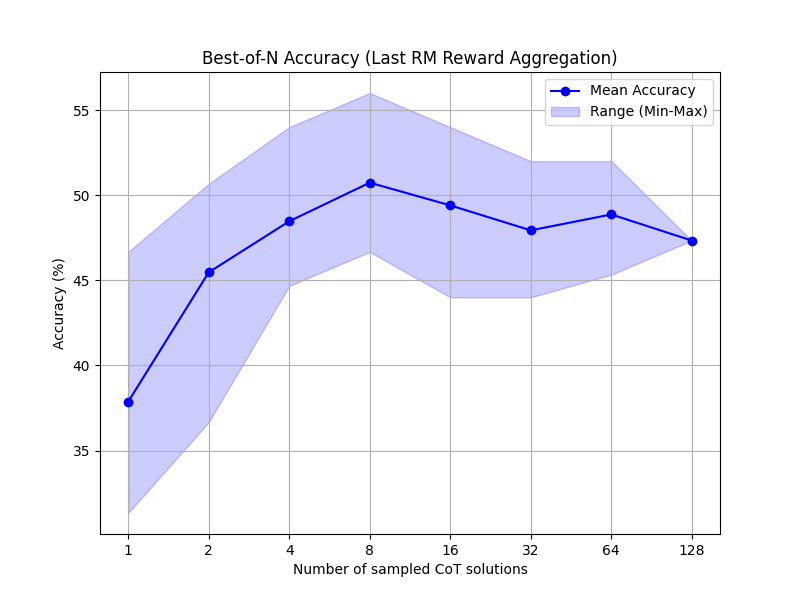 Best-of-N Accuracy (Last RM Reward Aggregation)
Mean Accuracy
Range (Min-Max)
Accuracy (%)
55
50
45
40
35
1 2 4 8 16 32 64 128
Number of sampled CoT solutions